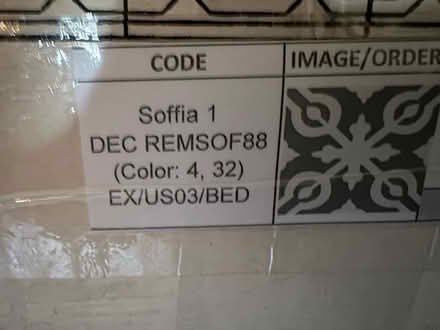 CODE
IMAGE/ORDER
Soffia 1
DEC REMSOF88
(Color: 4, 32)
EX/US03/BED